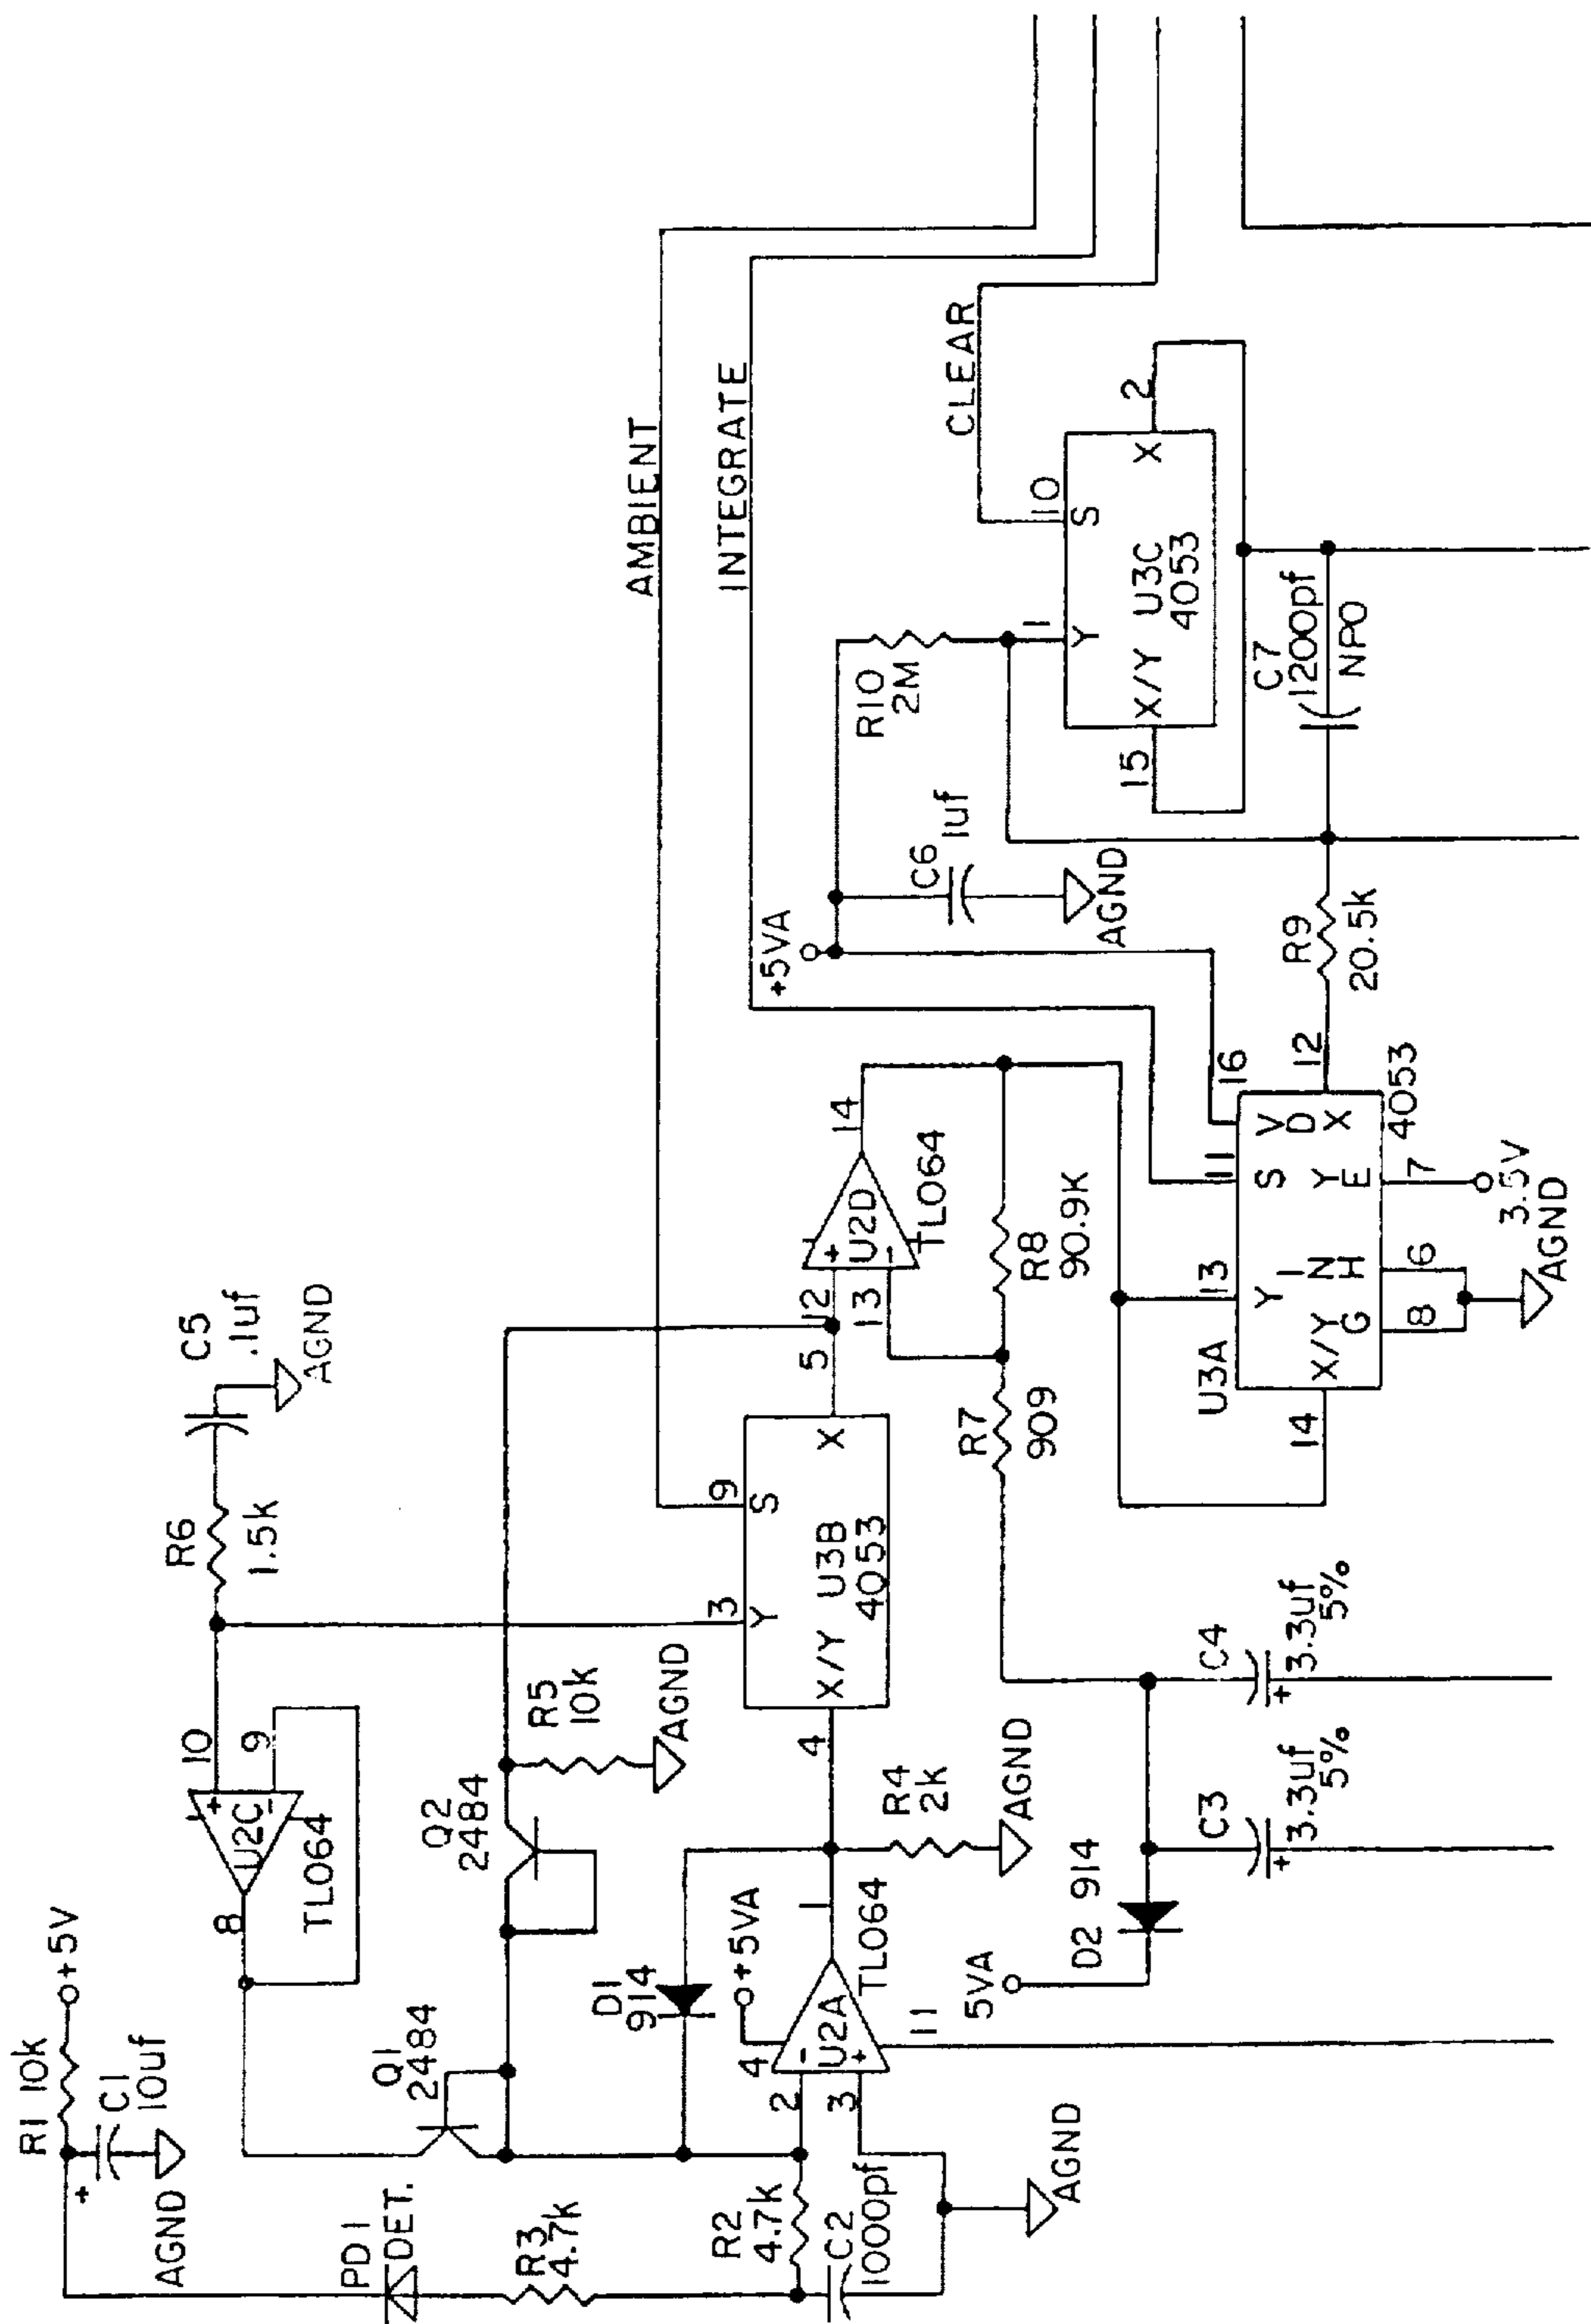 R1 10k
+5V
C1
10uf
+
AGND
PD1
DET.
R3
4.7k
R2
4.7k
C2
1000pf
AGND
Q1
2484
8
U2C
+
-
TL064
10
9
R6
1.5k
C5
.1uf
AGND
Q2
2484
R5
10k
AGND
D1
914
+5VA
4
2
3
-
+
U2A
TL064
1
11
R4
2k
AGND
4
3
9
5
Y
S
X/Y
U3B
X
4053
12
13
+
-
U2D
TL064
14
AMBIENT
INTEGRATE
CLEAR
5VA
D2 914
C3
+
3.3uf
5%
C4
+
3.3uf
5%
R7
909
R8
90.9K
U3A
14
13
11
16
12
Y
I
N
H
S
Y
E
V
D
X
X/Y
G
8
6
7
4053
AGND
+5VA
C6
1uf
AGND
R10
2M
1
10
Y
S
X/Y
U3C
X
4053
15
2
R9
20.5k
C7
1200pf
NPO